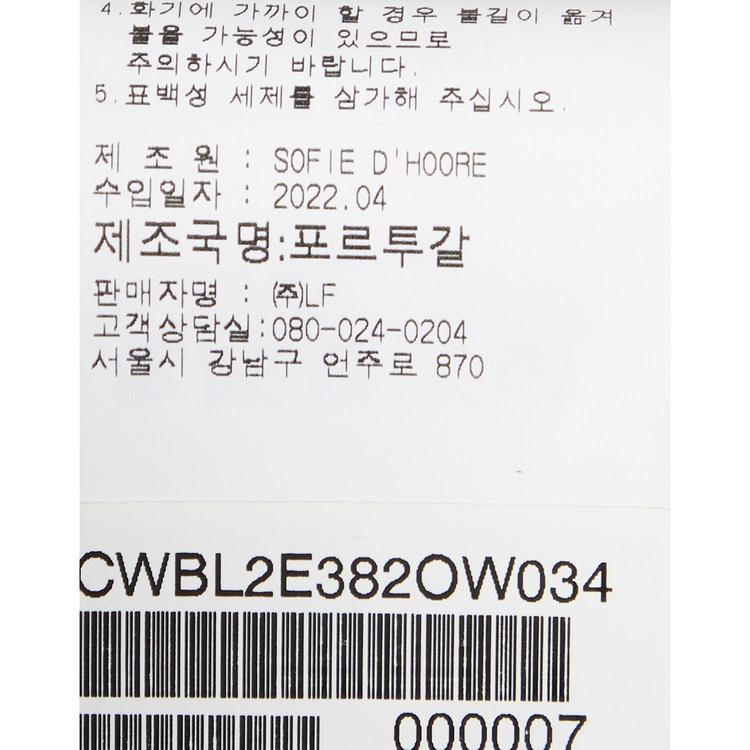 4.화기에 가까이 할 경우 불길이 옮겨
붙을 가능성이 있으므로
주의하시기 바랍니다.
5.표백성 세제를 삼가해 주십시오.
제 조 원 : SOFIE D'HOORE
수입일자 : 2022.04
제조국명:포르투갈
판매자명 : ㈜LF
고객상담실:080-024-0204
서울시 강남구 언주로 870
CWBL2E382OW034
000007